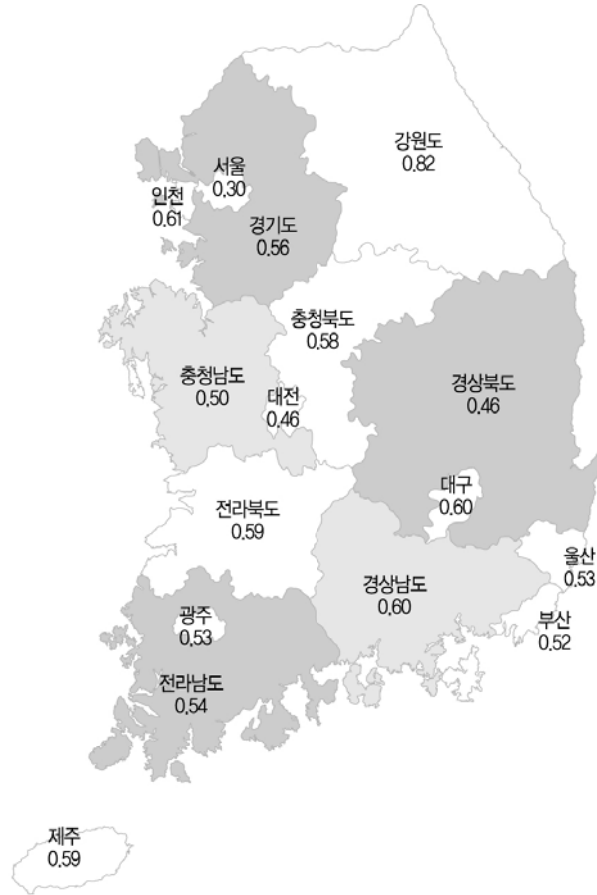 강원도
0.82
서울
0.30
인천
0.61
경기도
0.56
충청북도
0.58
충청남도
0.50
대전
0.46
경상북도
0.46
대구
0.60
전라북도
0.59
울산
0.53
경상남도
0.60
부산
0.52
광주
0.53
전라남도
0.54
제주
0.59